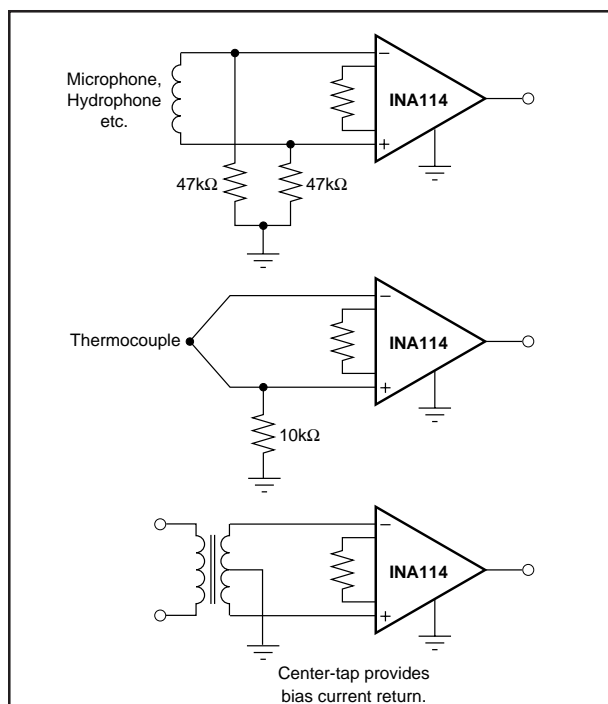 Microphone,
Hydrophone
etc.
−
INA114
+
47kΩ
47kΩ
−
Thermocouple
INA114
+
10kΩ
−
INA114
+
Center-tap provides
bias current return.